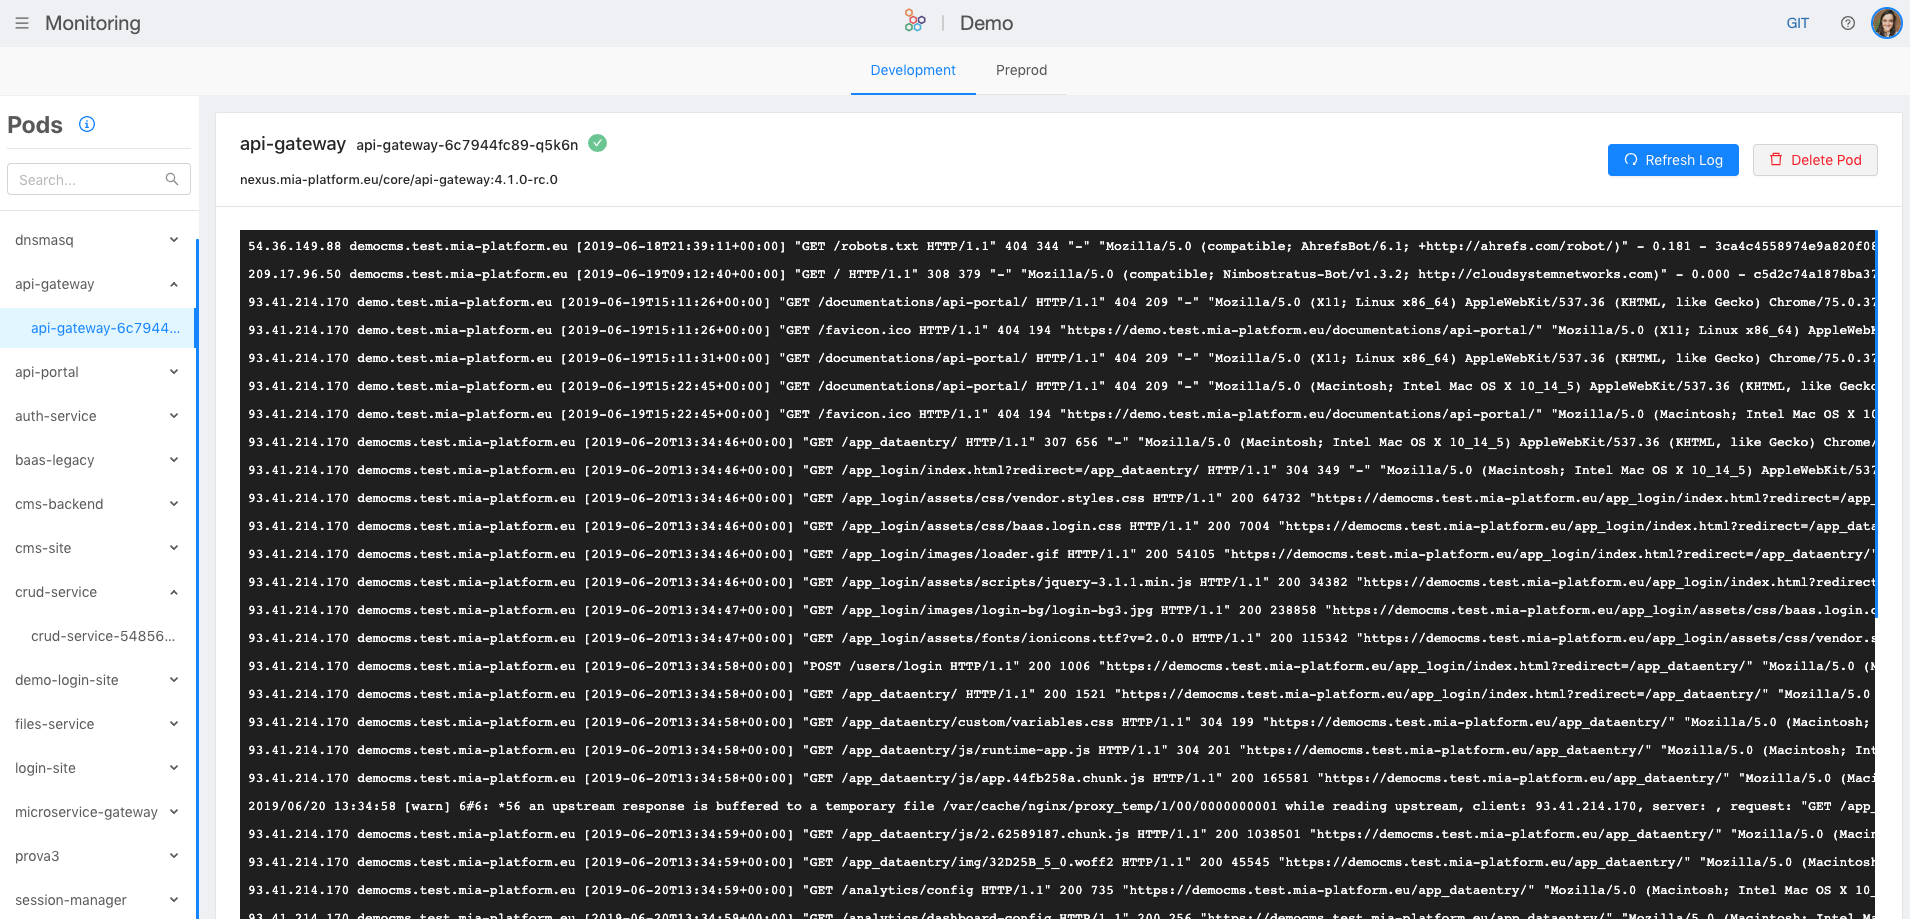 Monitoring
Demo
GIT
Development
Preprod
Pods
Search...
dnsmasq
api-gateway
api-gateway-6c7944...
api-portal
auth-service
baas-legacy
cms-backend
cms-site
crud-service
crud-service-54856...
demo-login-site
files-service
login-site
microservice-gateway
prova3
session-manager
api-gateway api-gateway-6c7944fc89-q5k6n
nexus.mia-platform.eu/core/api-gateway:4.1.0-rc.0
Refresh Log
Delete Pod
54.36.149.88 democms.test.mia-platform.eu [2019-06-18T21:39:11+00:00] "GET /robots.txt HTTP/1.1" 404 344 "-" "Mozilla/5.0 (compatible; AhrefsBot/6.1; +http://ahrefs.com/robot/)" - 0.181 - 3ca4c4558974e9a820f08
209.17.96.50 democms.test.mia-platform.eu [2019-06-19T09:12:40+00:00] "GET / HTTP/1.1" 308 379 "-" "Mozilla/5.0 (compatible; Nimbostratus-Bot/v1.3.2; http://cloudsystemnetworks.com)" - 0.000 - c5d2c74a1878ba37
93.41.214.170 demo.test.mia-platform.eu [2019-06-19T15:11:26+00:00] "GET /documentations/api-portal/ HTTP/1.1" 404 209 "-" "Mozilla/5.0 (X11; Linux x86_64) AppleWebKit/537.36 (KHTML, like Gecko) Chrome/75.0.37
93.41.214.170 demo.test.mia-platform.eu [2019-06-19T15:11:26+00:00] "GET /favicon.ico HTTP/1.1" 404 194 "https://demo.test.mia-platform.eu/documentations/api-portal/" "Mozilla/5.0 (X11; Linux x86_64) AppleWebK
93.41.214.170 demo.test.mia-platform.eu [2019-06-19T15:11:31+00:00] "GET /documentations/api-portal/ HTTP/1.1" 404 209 "-" "Mozilla/5.0 (X11; Linux x86_64) AppleWebKit/537.36 (KHTML, like Gecko) Chrome/75.0.37
93.41.214.170 demo.test.mia-platform.eu [2019-06-19T15:22:45+00:00] "GET /documentations/api-portal/ HTTP/1.1" 404 209 "-" "Mozilla/5.0 (Macintosh; Intel Mac OS X 10_14_5) AppleWebKit/537.36 (KHTML, like Gecko
93.41.214.170 demo.test.mia-platform.eu [2019-06-19T15:22:45+00:00] "GET /favicon.ico HTTP/1.1" 404 194 "https://demo.test.mia-platform.eu/documentations/api-portal/" "Mozilla/5.0 (Macintosh; Intel Mac OS X 10
93.41.214.170 democms.test.mia-platform.eu [2019-06-20T13:34:46+00:00] "GET /app_dataentry/ HTTP/1.1" 307 656 "-" "Mozilla/5.0 (Macintosh; Intel Mac OS X 10_14_5) AppleWebKit/537.36 (KHTML, like Gecko) Chrome/
93.41.214.170 democms.test.mia-platform.eu [2019-06-20T13:34:46+00:00] "GET /app_login/index.html?redirect=/app_dataentry/ HTTP/1.1" 304 349 "-" "Mozilla/5.0 (Macintosh; Intel Mac OS X 10_14_5) AppleWebKit/537
93.41.214.170 democms.test.mia-platform.eu [2019-06-20T13:34:46+00:00] "GET /app_login/assets/css/vendor.styles.css HTTP/1.1" 200 64732 "https://democms.test.mia-platform.eu/app_login/index.html?redirect=/app_
93.41.214.170 democms.test.mia-platform.eu [2019-06-20T13:34:46+00:00] "GET /app_login/assets/css/baas.login.css HTTP/1.1" 200 7004 "https://democms.test.mia-platform.eu/app_login/index.html?redirect=/app_data
93.41.214.170 democms.test.mia-platform.eu [2019-06-20T13:34:46+00:00] "GET /app_login/images/loader.gif HTTP/1.1" 200 54105 "https://democms.test.mia-platform.eu/app_login/index.html?redirect=/app_dataentry/"
93.41.214.170 democms.test.mia-platform.eu [2019-06-20T13:34:46+00:00] "GET /app_login/assets/scripts/jquery-3.1.1.min.js HTTP/1.1" 200 34382 "https://democms.test.mia-platform.eu/app_login/index.html?redirect
93.41.214.170 democms.test.mia-platform.eu [2019-06-20T13:34:47+00:00] "GET /app_login/images/login-bg/login-bg3.jpg HTTP/1.1" 200 238858 "https://democms.test.mia-platform.eu/app_login/assets/css/baas.login.c
93.41.214.170 democms.test.mia-platform.eu [2019-06-20T13:34:47+00:00] "GET /app_login/assets/fonts/ionicons.ttf?v=2.0.0 HTTP/1.1" 200 115342 "https://democms.test.mia-platform.eu/app_login/assets/css/vendor.s
93.41.214.170 democms.test.mia-platform.eu [2019-06-20T13:34:58+00:00] "POST /users/login HTTP/1.1" 200 1006 "https://democms.test.mia-platform.eu/app_login/index.html?redirect=/app_dataentry/" "Mozilla/5.0 (M
93.41.214.170 democms.test.mia-platform.eu [2019-06-20T13:34:58+00:00] "GET /app_dataentry/ HTTP/1.1" 200 1521 "https://democms.test.mia-platform.eu/app_login/index.html?redirect=/app_dataentry/" "Mozilla/5.0
93.41.214.170 democms.test.mia-platform.eu [2019-06-20T13:34:58+00:00] "GET /app_dataentry/custom/variables.css HTTP/1.1" 304 199 "https://democms.test.mia-platform.eu/app_dataentry/" "Mozilla/5.0 (Macintosh;
93.41.214.170 democms.test.mia-platform.eu [2019-06-20T13:34:58+00:00] "GET /app_dataentry/js/runtime-app.js HTTP/1.1" 304 201 "https://democms.test.mia-platform.eu/app_dataentry/" "Mozilla/5.0 (Macintosh; Int
93.41.214.170 democms.test.mia-platform.eu [2019-06-20T13:34:58+00:00] "GET /app_dataentry/js/app.44fb258a.chunk.js HTTP/1.1" 200 165581 "https://democms.test.mia-platform.eu/app_dataentry/" "Mozilla/5.0 (Maci
2019/06/20 13:34:58 [warn] 6#6: *56 an upstream response is buffered to a temporary file /var/cache/nginx/proxy_temp/1/00/0000000001 while reading upstream, client: 93.41.214.170, server: , request: "GET /app_
93.41.214.170 democms.test.mia-platform.eu [2019-06-20T13:34:59+00:00] "GET /app_dataentry/js/2.62589187.chunk.js HTTP/1.1" 200 1038501 "https://democms.test.mia-platform.eu/app_dataentry/" "Mozilla/5.0 (Macin
93.41.214.170 democms.test.mia-platform.eu [2019-06-20T13:34:59+00:00] "GET /app_dataentry/img/32D25B_5_0.woff2 HTTP/1.1" 200 45545 "https://democms.test.mia-platform.eu/app_dataentry/" "Mozilla/5.0 (Macintosh
93.41.214.170 democms.test.mia-platform.eu [2019-06-20T13:34:59+00:00] "GET /analytics/config HTTP/1.1" 200 735 "https://democms.test.mia-platform.eu/app_dataentry/" "Mozilla/5.0 (Macintosh; Intel Mac OS X 10_
93.41.214.170 democms.test.mia-platform.eu [2019-06-20T13:34:59+00:00] "GET /analytics/dashboard-config HTTP/1.1" 200 256 "https://democms.test.mia-platform.eu/app_dataentry/" "Mozilla/5.0 (Macintosh; Intel Ma